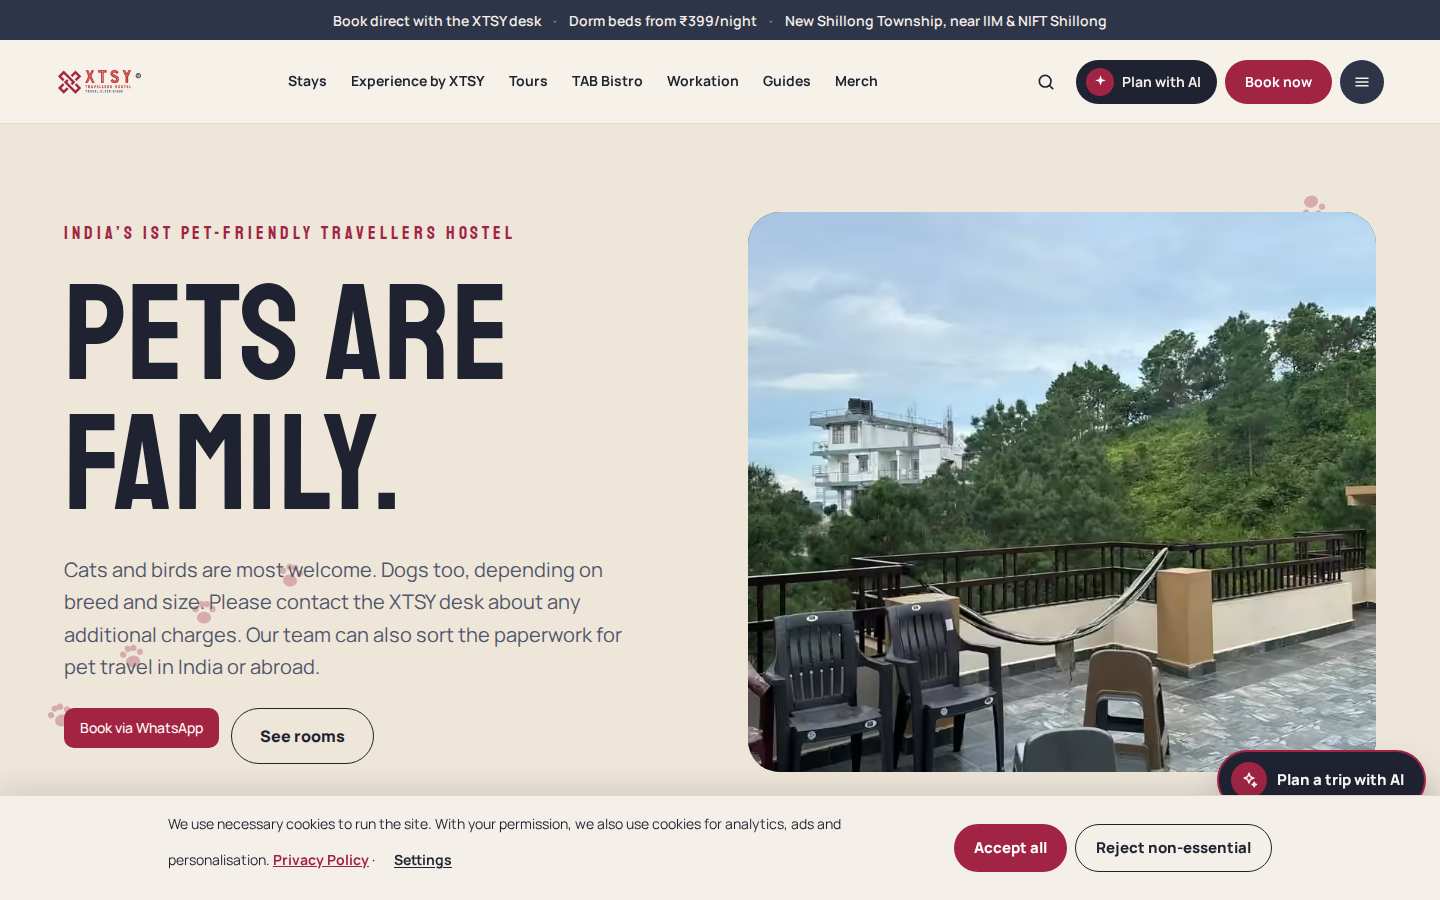 Book direct with the XTSY desk · Dorm beds from ₹399/night · New Shillong Township, near IIM & NIFT Shillong
XTSY ®
TRAVELLERS HOSTEL
Stays Experience by XTSY Tours TAB Bistro Workation Guides Merch
Plan with AI
Book now
INDIA'S 1ST PET-FRIENDLY TRAVELLERS HOSTEL
PETS ARE
FAMILY.
Cats and birds are most welcome. Dogs too, depending on
breed and size. Please contact the XTSY desk about any
additional charges. Our team can also sort the paperwork for
pet travel in India or abroad.
Book via WhatsApp
See rooms
Plan a trip with AI
We use necessary cookies to run the site. With your permission, we also use cookies for analytics, ads and
personalisation. Privacy Policy · Settings
Accept all
Reject non-essential